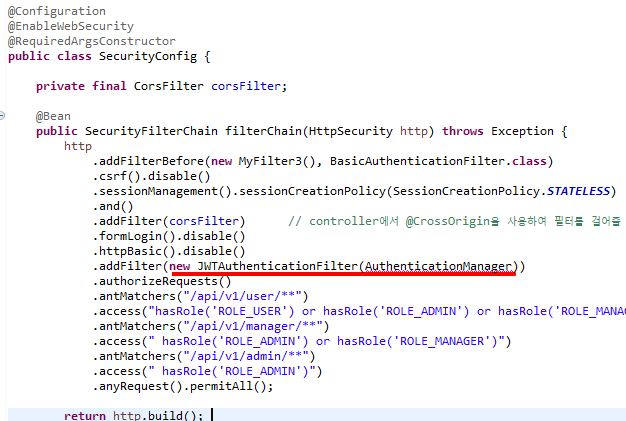 @Configuration
@EnableWebSecurity
@RequiredArgsConstructor
public class SecurityConfig {
private final CorsFilter corsFilter;
@Bean
public SecurityFilterChain filterChain(HttpSecurity http) throws Exception {
http
.addFilterBefore(new MyFilter3(), BasicAuthenticationFilter.class)
.csrf().disable()
.sessionManagement().sessionCreationPolicy(SessionCreationPolicy.STATELESS)
.and()
.addFilter(corsFilter) // controller에서 @CrossOrigin을 사용하여 필터를 걸어줄
.formLogin().disable()
.httpBasic().disable()
.addFilter(new JWTAuthenticationFilter(AuthenticationManager))
.authorizeRequests()
.antMatchers("/api/v1/user/**")
.access("hasRole('ROLE_USER') or hasRole('ROLE_ADMIN') or hasRole('ROLE_MANA
.antMatchers("/api/v1/manager/**")
.access(" hasRole('ROLE_ADMIN') or hasRole('ROLE_MANAGER')")
.antMatchers("/api/v1/admin/**")
.access(" hasRole('ROLE_ADMIN')")
.anyRequest().permitAll();
return http.build();